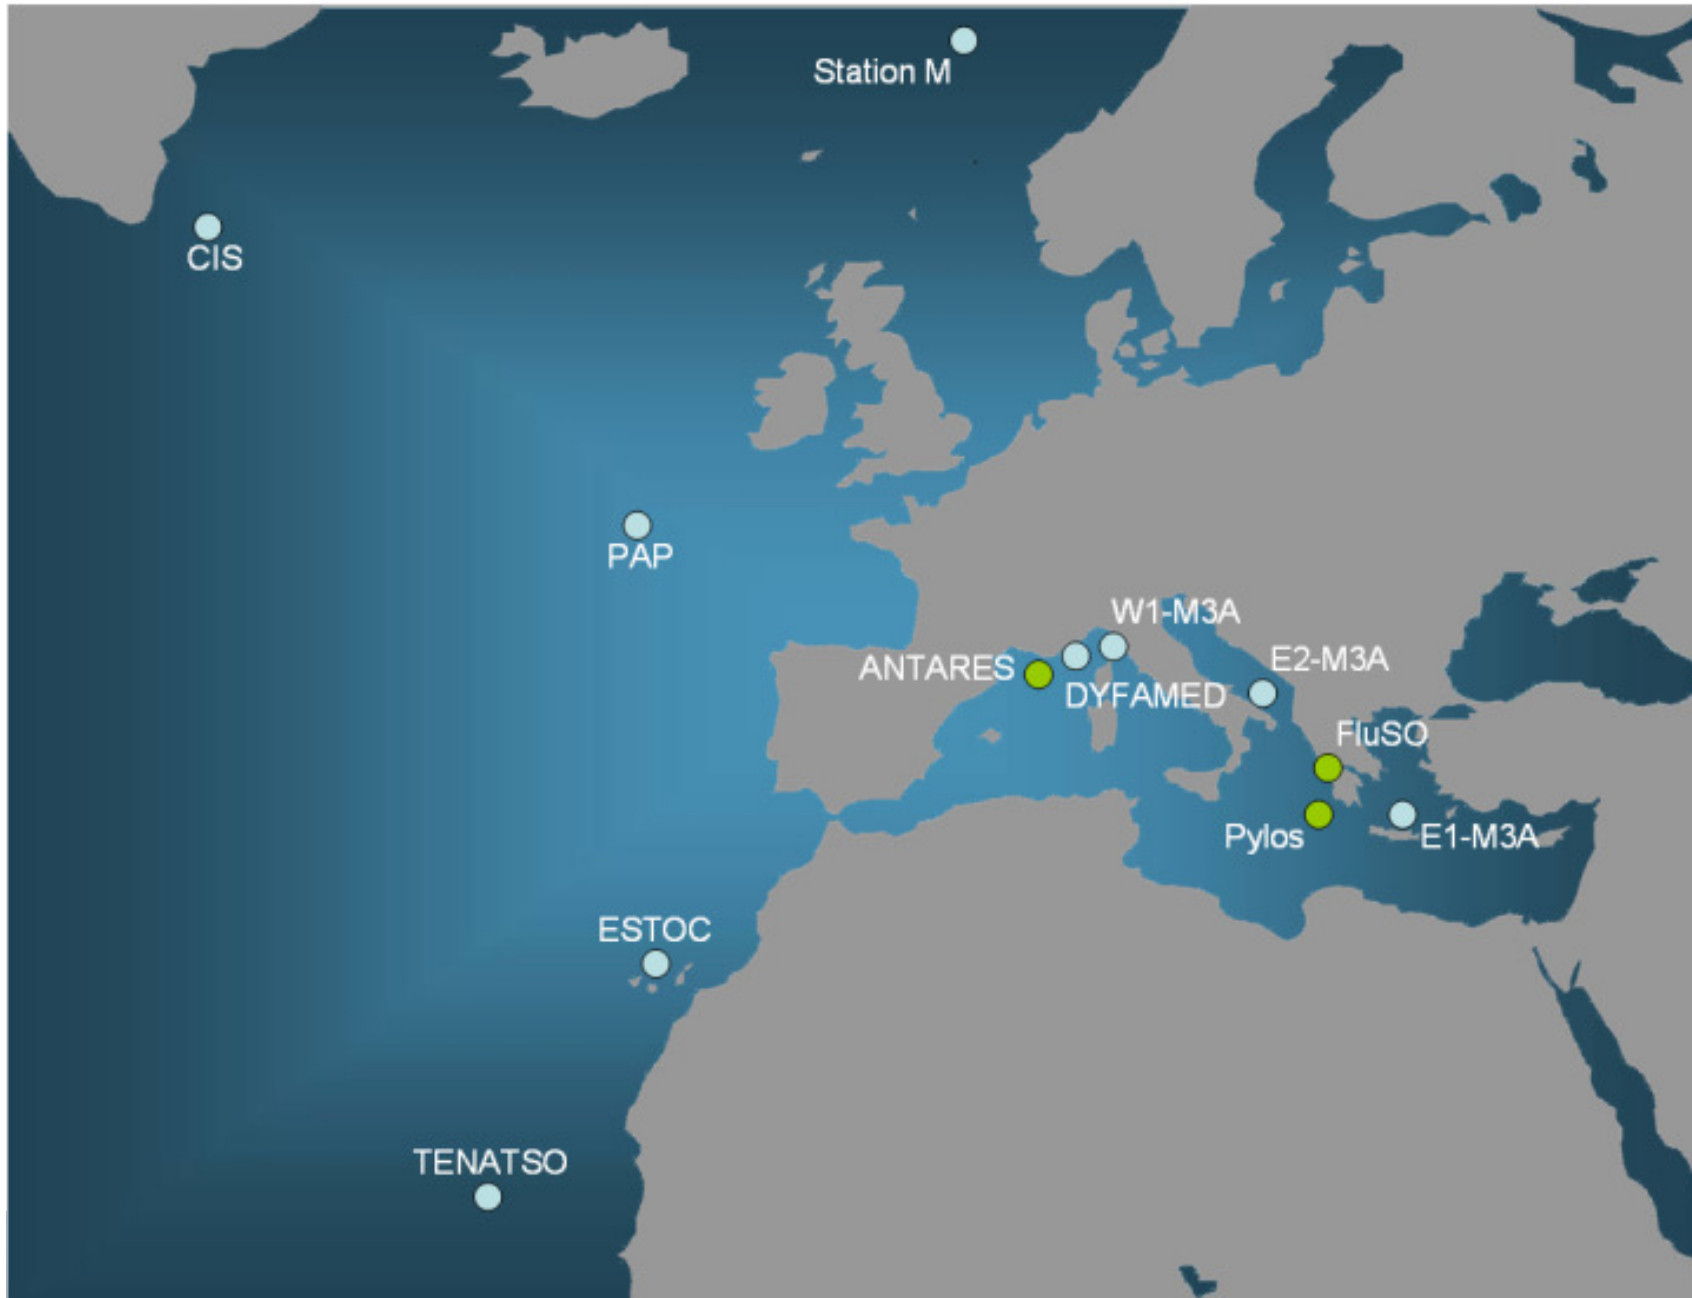 Station M
CIS
PAP
W1-M3A
ANTARES
E2-M3A
DYFAMED
FluSO
Pylos
E1-M3A
ESTOC
TENATSO